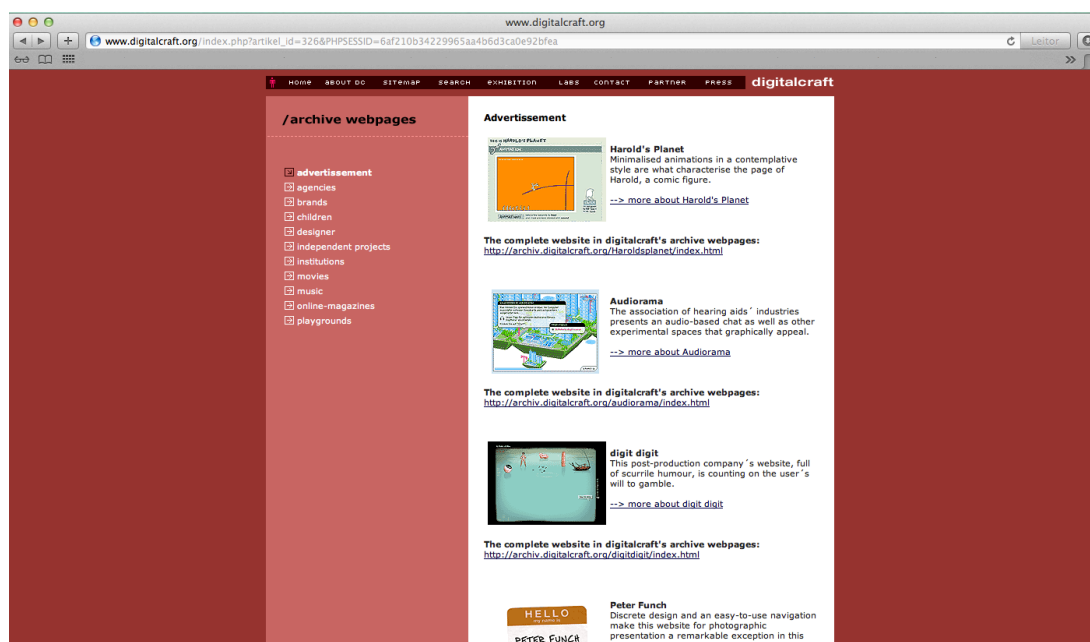 www.digitalcraft.org
www.digitalcraft.org/index.php?artikel_id=326&PHPSESSID=6af210b34229965aa4b6d3ca0e92bfea
Leitor
HOME ABOUT DC SITEMAP SEARCH EXHIBITION LABS CONTACT PARTNER PRESS digitalcraft
/archive webpages
advertisement
agencies
brands
children
designer
independent projects
institutions
movies
music
online-magazines
playgrounds
Advertisement
Harold's Planet
Minimalised animations in a contemplative
style are what characterise the page of
Harold, a comic figure.
--> more about Harold's Planet
The complete website in digitalcraft's archive webpages:
http://archiv.digitalcraft.org/Haroldsplanet/index.html
Audiorama
The association of hearing aids´ industries
presents an audio-based chat as well as other
experimental spaces that graphically appeal.
--> more about Audiorama
The complete website in digitalcraft's archive webpages:
http://archiv.digitalcraft.org/audiorama/index.html
digit digit
This post-production company´s website, full
of scurrile humour, is counting on the user´s
will to gamble.
--> more about digit digit
The complete website in digitalcraft's archive webpages:
http://archiv.digitalcraft.org/digitdigit/index.html
HELLO
my name is
PETER FUNCH
Peter Funch
Discrete design and an easy-to-use navigation
make this website for photographic
presentation a remarkable exception in this